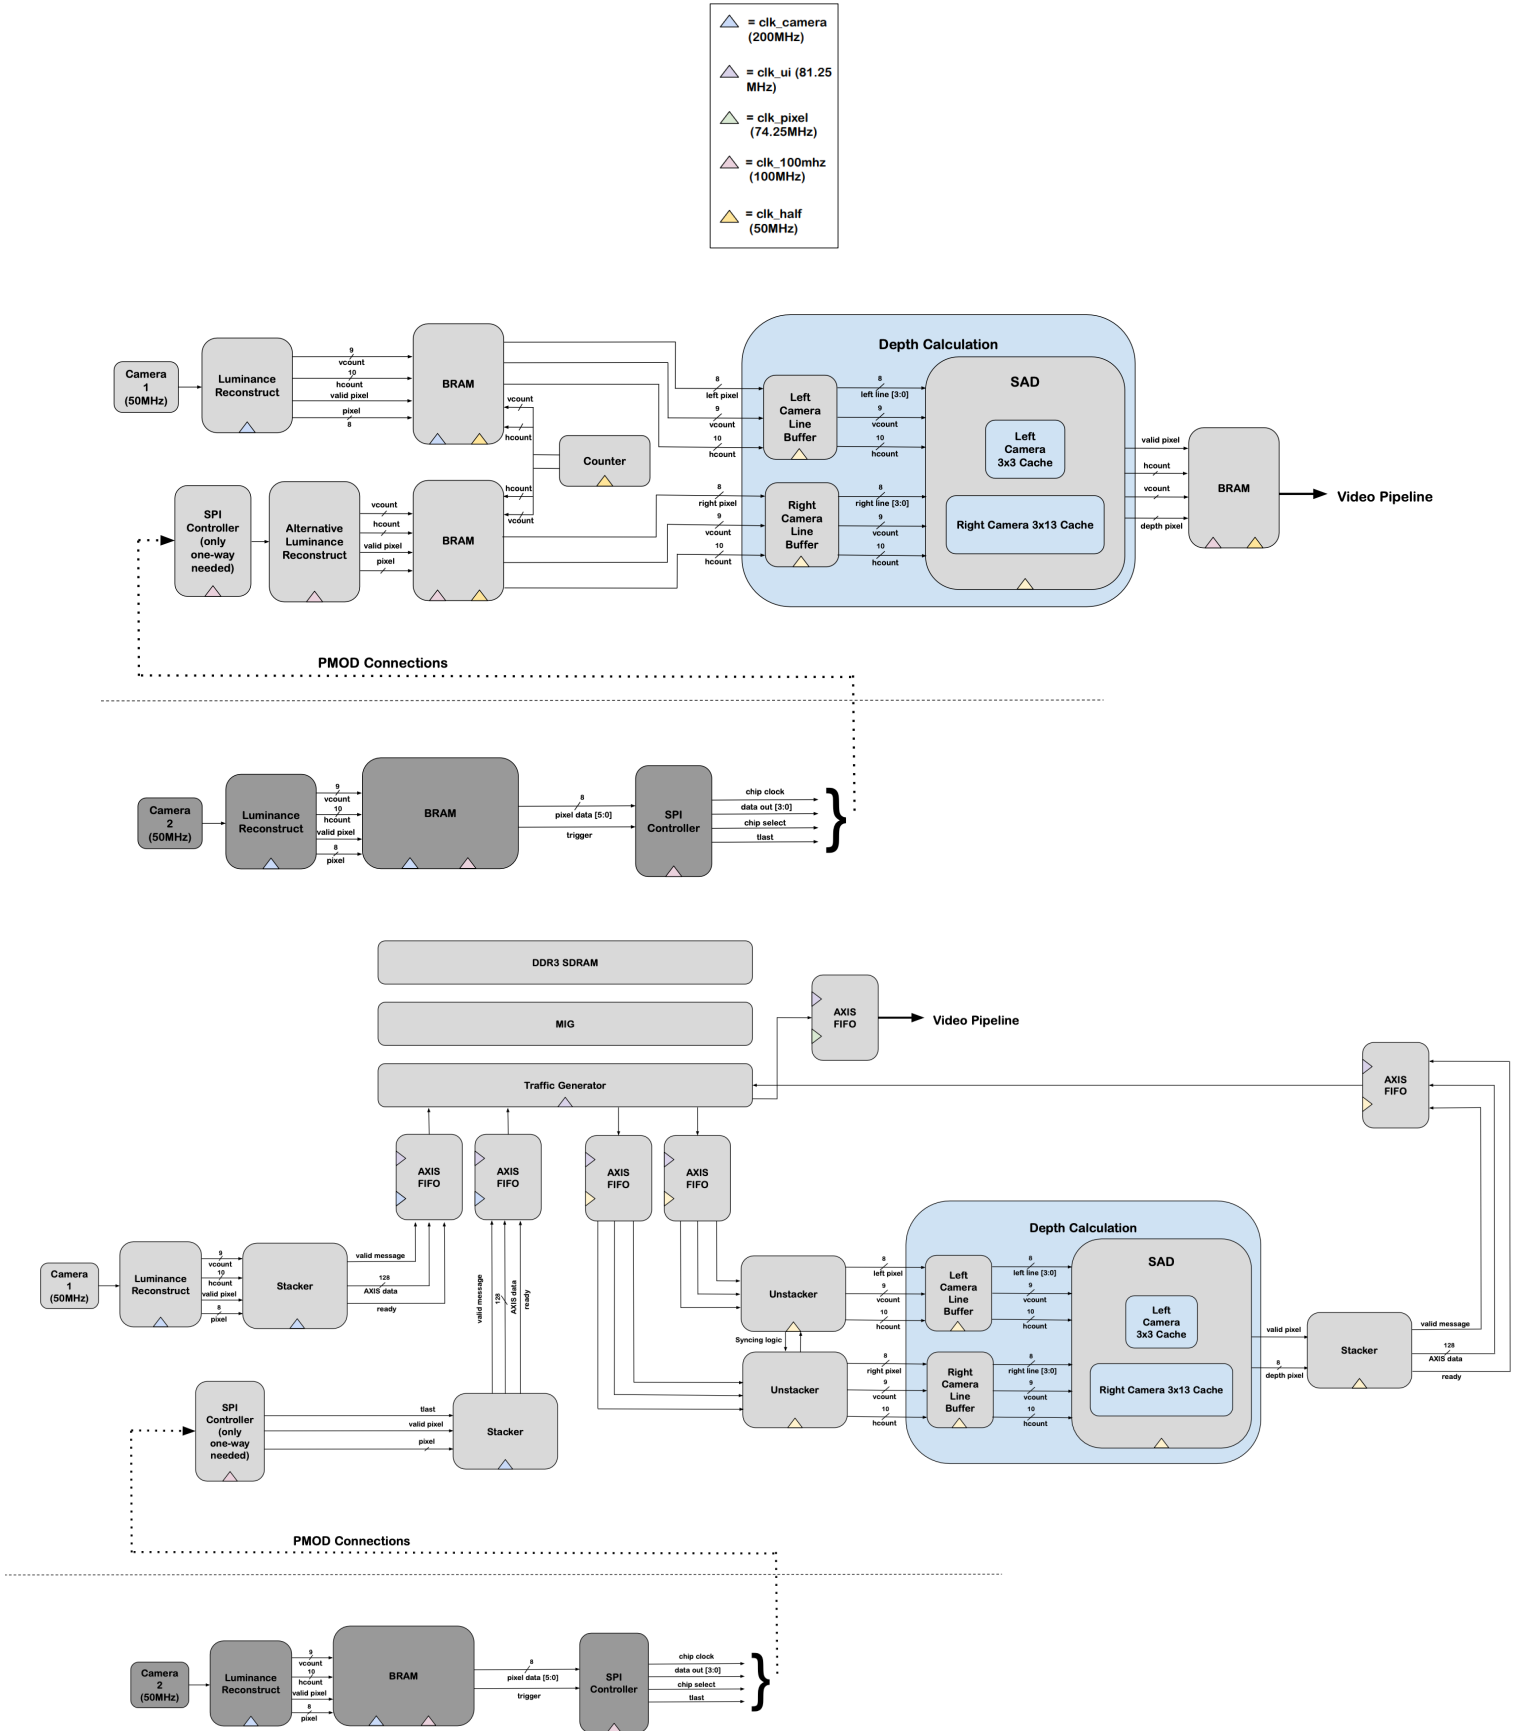 = clk_camera
(200MHz)
= clk_ui (81.25
MHz)
= clk_pixel
(74.25MHz)
= clk_100mhz
(100MHz)
= clk_half
(50MHz)
Camera
1
(50MHz)
Luminance
Reconstruct
9
vcount
10
hcount
valid pixel
pixel
8
BRAM
vcount
hcount
Counter
hcount
vcount
SPI
Controller
(only
one-way
needed)
Alternative
Luminance
Reconstruct
vcount
hcount
valid pixel
pixel
BRAM
8
left pixel
9
vcount
10
hcount
8
right pixel
9
vcount
10
hcount
Depth Calculation
Left
Camera
Line
Buffer
8
left line [3:0]
9
vcount
10
hcount
Right
Camera
Line
Buffer
8
right line [3:0]
9
vcount
10
hcount
SAD
Left
Camera
3x3 Cache
Right Camera 3x13 Cache
valid pixel
hcount
vcount
depth pixel
BRAM
Video Pipeline
PMOD Connections
Camera
2
(50MHz)
Luminance
Reconstruct
9
vcount
10
hcount
valid pixel
8
pixel
BRAM
8
pixel data [5:0]
trigger
SPI
Controller
chip clock
data out [3:0]
chip select
tlast
}
DDR3 SDRAM
MIG
Traffic Generator
AXIS
FIFO
Video Pipeline
AXIS
FIFO
AXIS
FIFO
AXIS
FIFO
AXIS
FIFO
AXIS
FIFO
Camera
1
(50MHz)
Luminance
Reconstruct
9
vcount
10
hcount
valid pixel
8
pixel
Stacker
valid message
128
AXIS data
ready
valid message
128
AXIS data
ready
SPI
Controller
(only
one-way
needed)
tlast
valid pixel
pixel
Stacker
Unstacker
Syncing logic
Unstacker
8
left pixel
9
vcount
10
hcount
8
right pixel
9
vcount
10
hcount
Depth Calculation
Left
Camera
Line
Buffer
8
left line [3:0]
9
vcount
10
hcount
Right
Camera
Line
Buffer
8
right line [3:0]
9
vcount
10
hcount
SAD
Left
Camera
3x3 Cache
Right Camera 3x13 Cache
valid pixel
8
depth pixel
Stacker
valid message
128
AXIS data
ready
PMOD Connections
Camera
2
(50MHz)
Luminance
Reconstruct
9
vcount
10
hcount
valid pixel
8
pixel
BRAM
8
pixel data [5:0]
trigger
SPI
Controller
chip clock
data out [3:0]
chip select
tlast
}